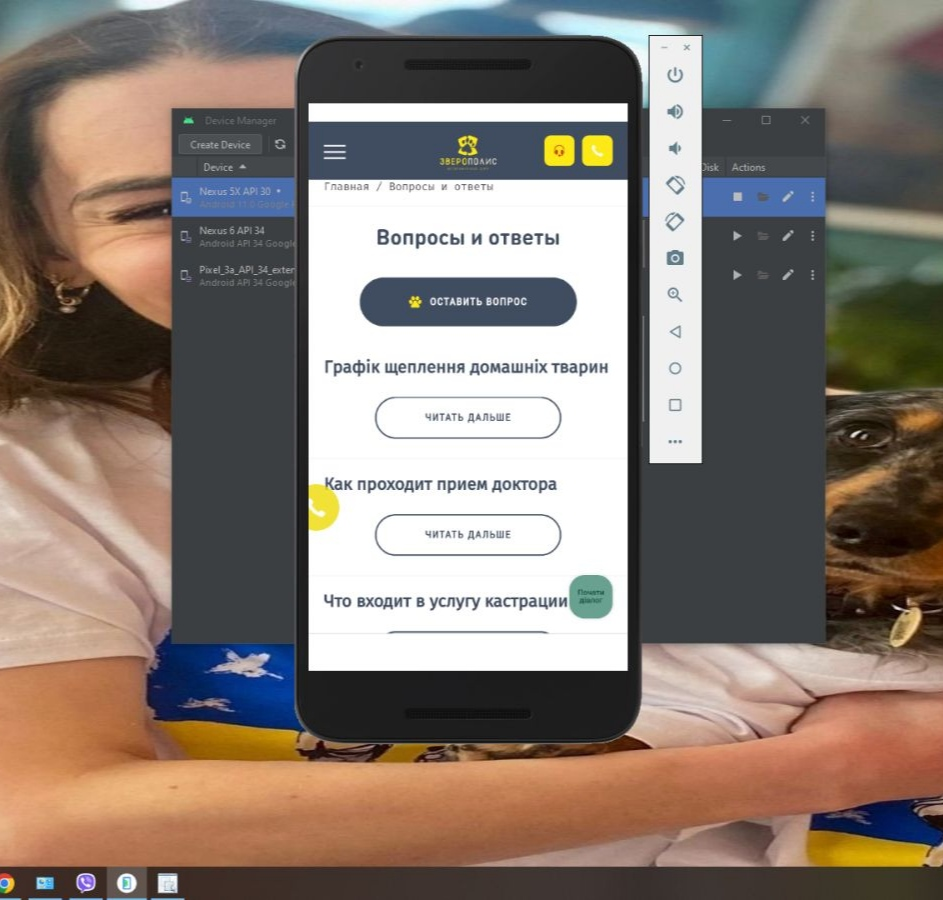 Device Manager
Create Device
Device
Disk
Actions
Nexus 5X API 30
Android 11.0 Google
Nexus 6 API 34
Android API 34 Google
Pixel_3a_API_34_exter
Android API 34 Google
ЗВЕРОПОЛИС
Главная / Вопросы и ответы
Вопросы и ответы
ОСТАВИТЬ ВОПРОС
Графік щеплення домашніх тварин
ЧИТАТЬ ДАЛЬШЕ
Как проходит прием доктора
ЧИТАТЬ ДАЛЬШЕ
Что входит в услугу кастрации
Почати
діалог